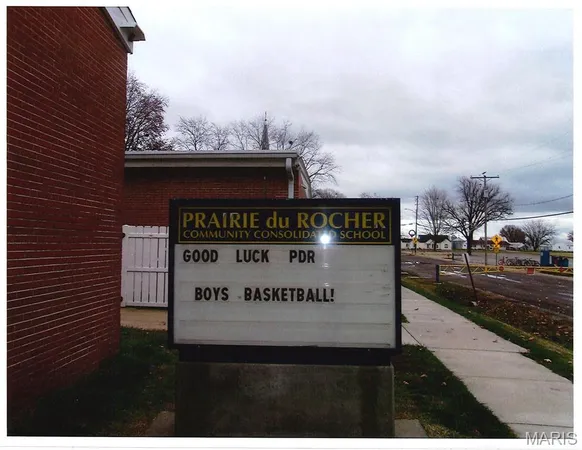 PRAIRIE du ROCHER
COMMUNITY CONSOLIDATED SCHOOL
GOOD LUCK PDR
BOYS BASKETBALL!
MARIS